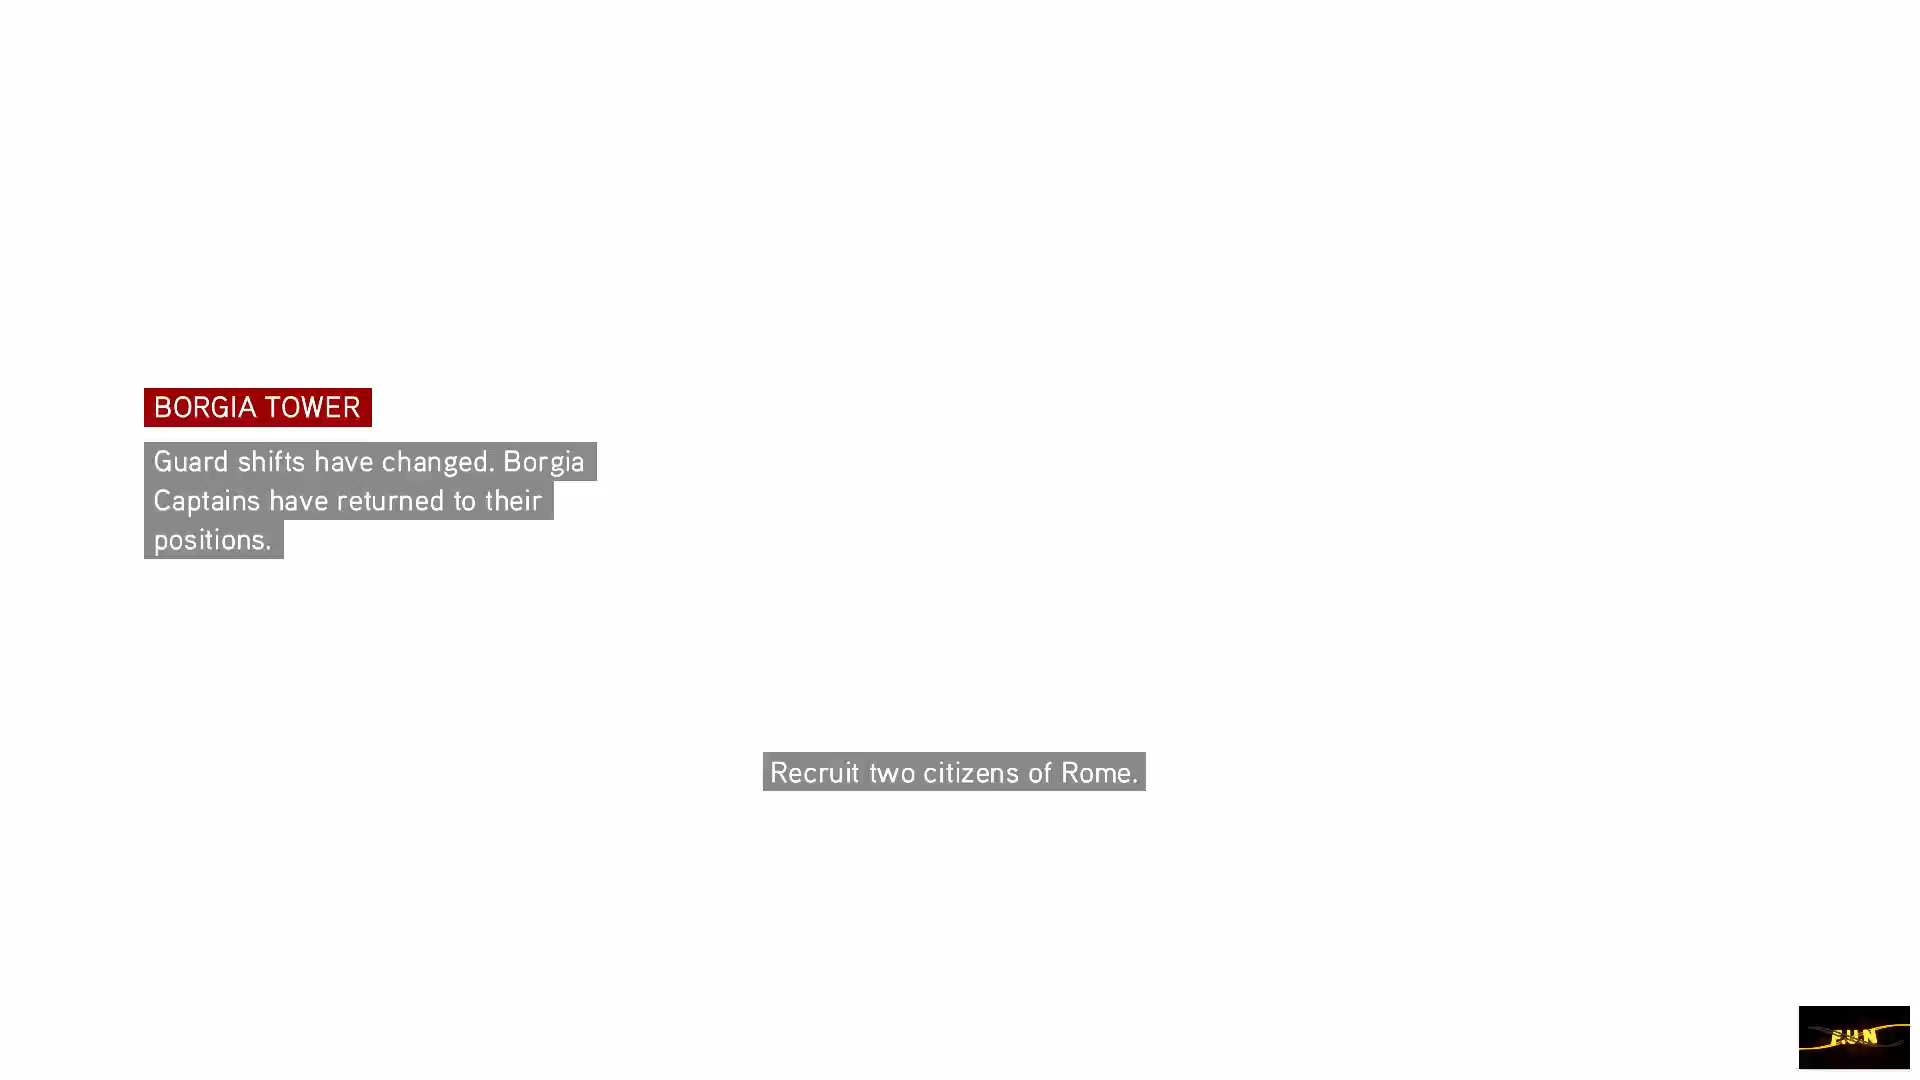 BORGIA TOWER
Guard shifts have changed. Borgia
Captains have returned to their
positions.
Recruit two citizens of Rome.
F.U.N